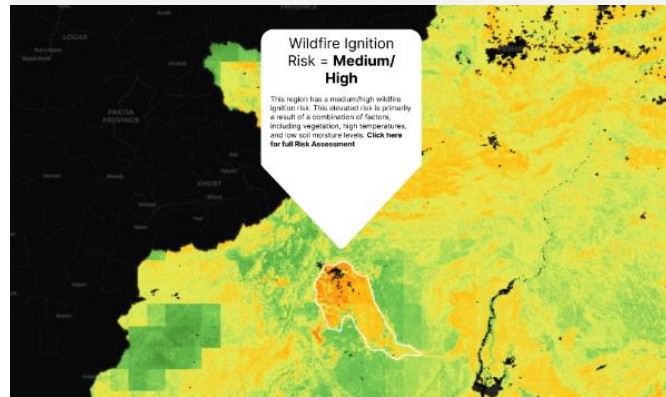 LOGAR
PAKTIA
PROVINCE
KHOST
Wildfire Ignition
Risk = Medium/
High
This region has a medium/high wildfire
ignition risk. This elevated risk is primarily
a result of a combination of factors,
including vegetation, high temperatures,
and low soil moisture levels. Click here
for full Risk Assessment